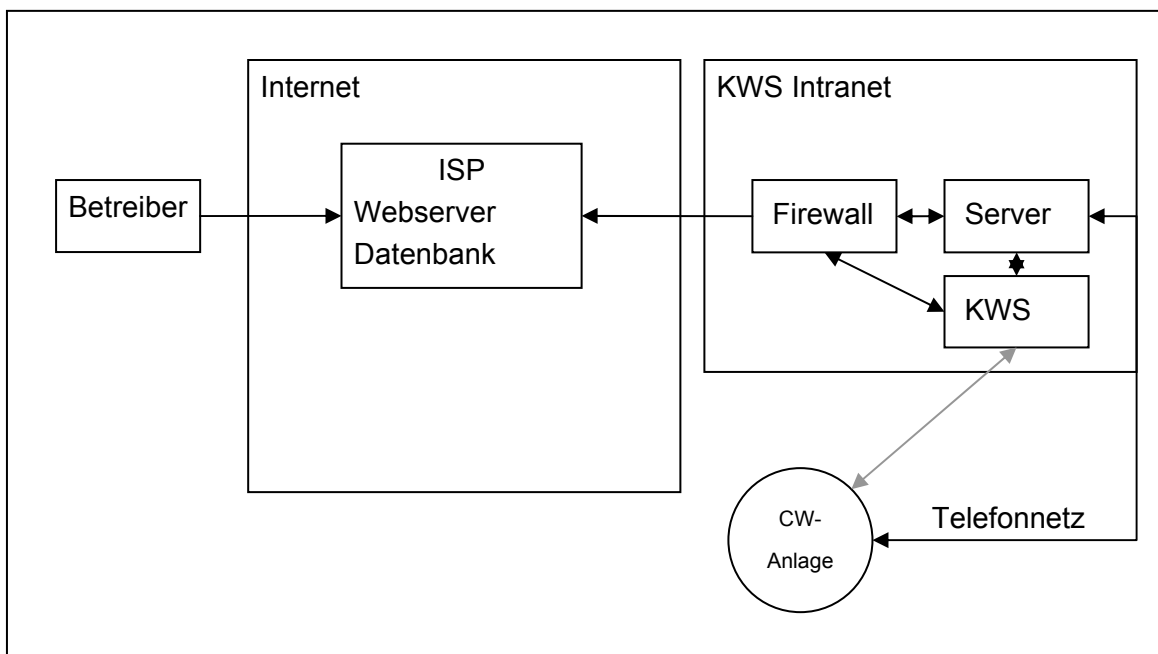 Internet
KWS Intranet
Betreiber
ISP
Webserver
Datenbank
Firewall
Server
KWS
CW-
Anlage
Telefonnetz